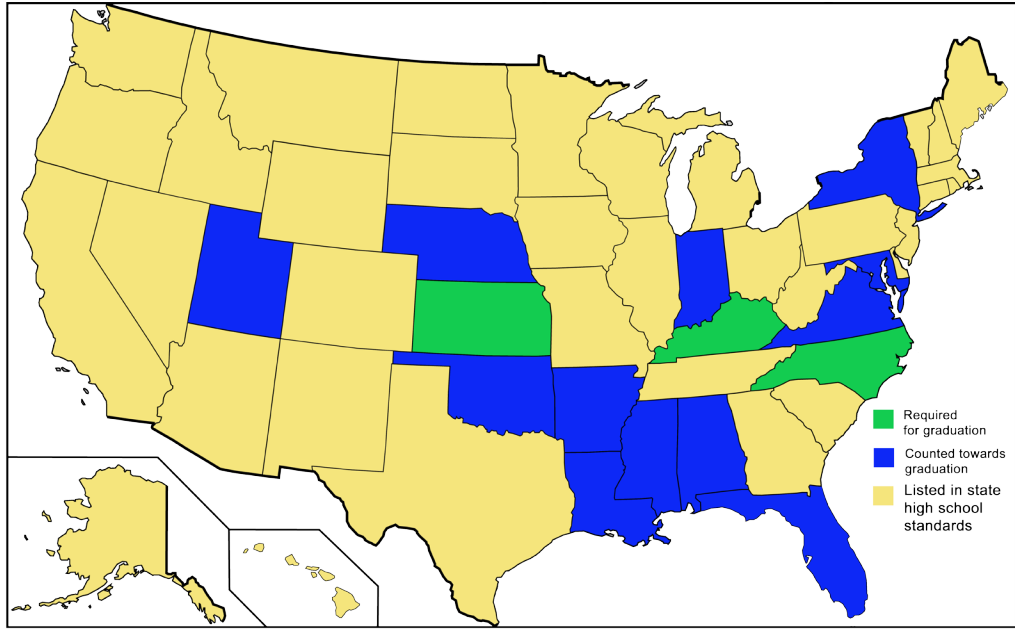 Required
for graduation
Counted towards
graduation
Listed in state
high school
standards